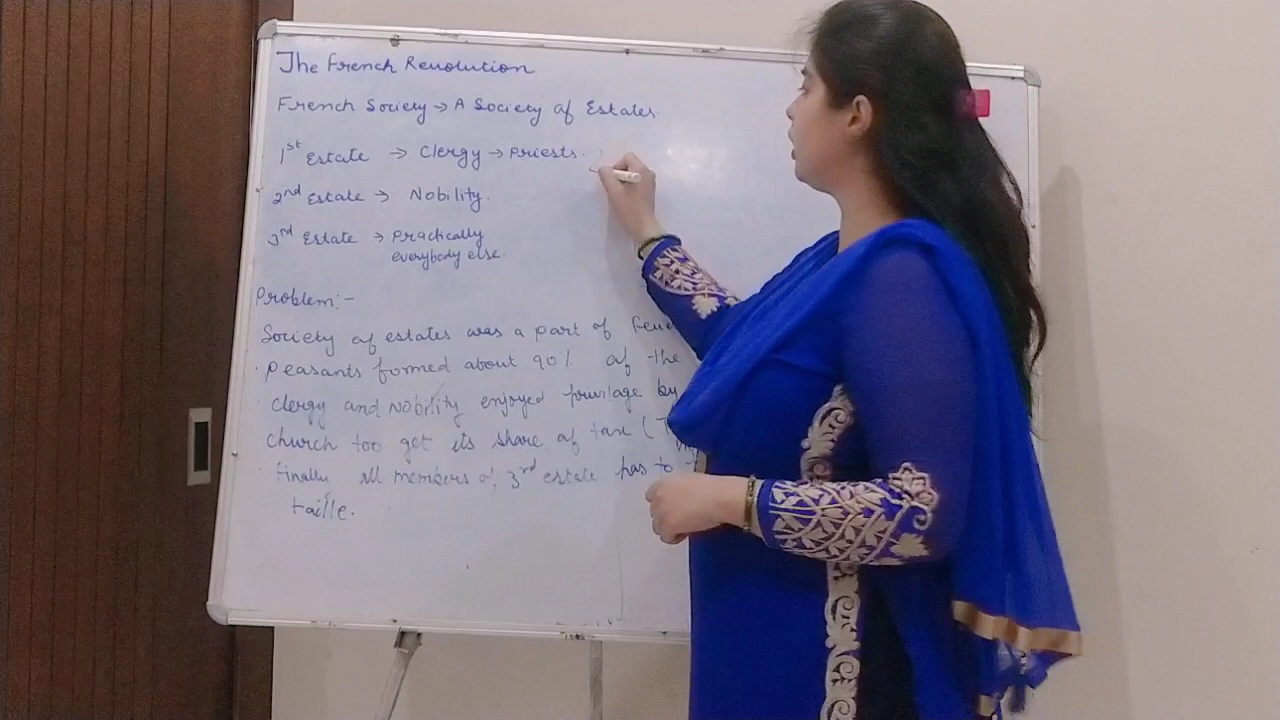 The French Revolution
French Society → A Society of Estates
1st Estate → Clergy → Priests.
2nd Estate → Nobility.
3rd Estate → Practically
everybody else.
Problem:-
Society of estates was a part of
Peasants formed about 90% of the
Clergy and Nobility enjoyed privilage by
Church too got its share of tax (
finally all members of 3rd estate has to
taille.